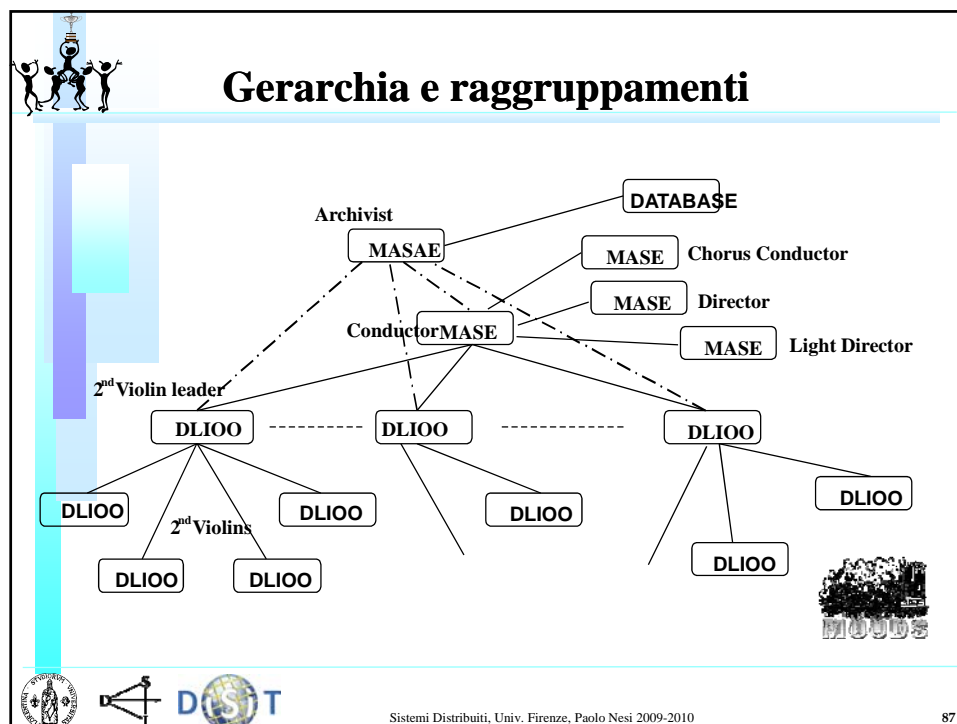 Gerarchia e raggruppamenti
DATABASE
Archivist
MASAE
MASE Chorus Conductor
MASE Director
Conductor MASE
MASE Light Director
2nd Violin leader
DLIOO DLIOO DLIOO
DLIOO DLIOO DLIOO DLIOO
2nd Violins
DLIOO DLIOO DLIOO
MOODS
DISIT
Sistemi Distribuiti, Univ. Firenze, Paolo Nesi 2009-2010 87